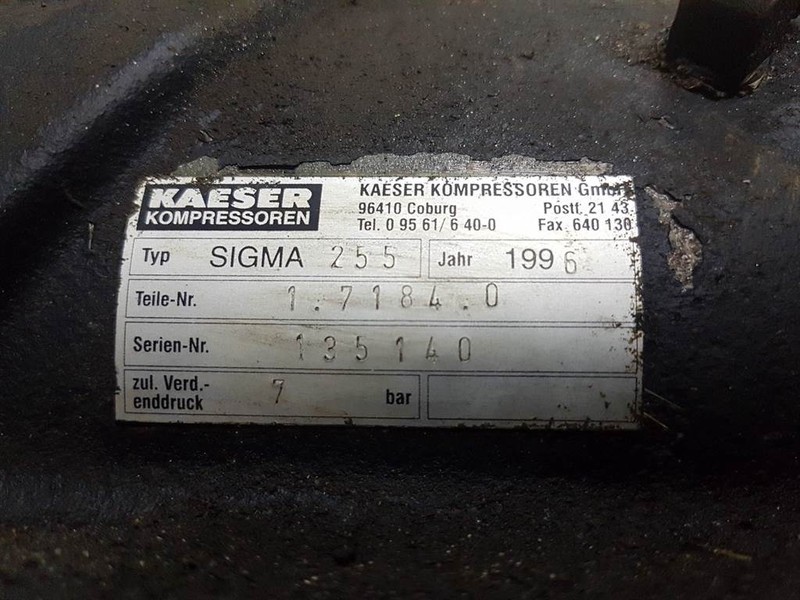 KAESER
KOMPRESSOREN
KAESER KOMPRESSOREN GmbH
96410 Coburg Postf. 21 43
Tel. 0 95 61/ 6 40-0 Fax 640 130
Typ SIGMA 255 Jahr 1996
Teile-Nr. 1.7184.0
Serien-Nr. 135140
zul. Verd.-
enddruck 7 bar